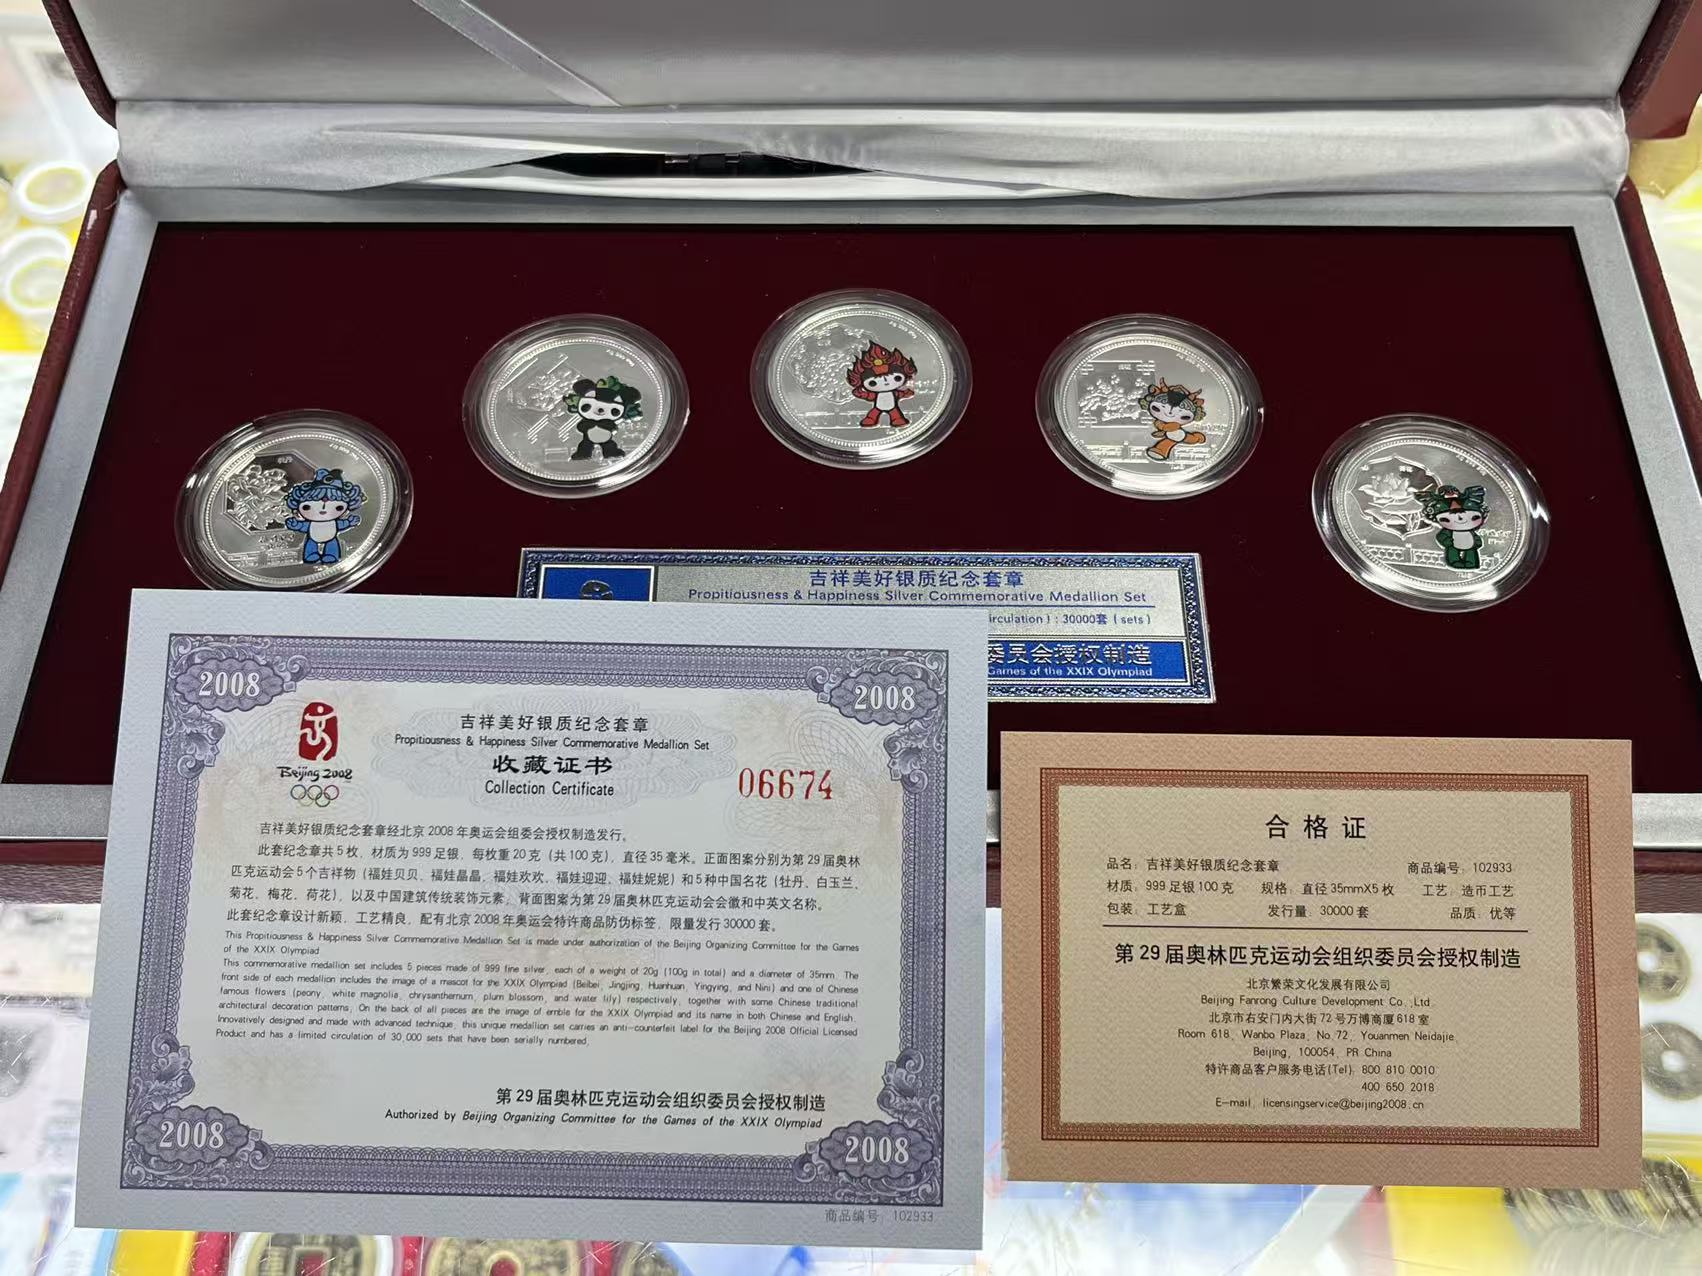 吉祥美好银质纪念套章
Propitiousness & Happiness Silver Commemorative Medallion Set
irculation):30000套(sets)
委员会授权制造
Games of the XXIX Olympiad
2008
2008
Beijing 2008
吉祥美好银质纪念套章
Propitiousness & Happiness Silver Commemorative Medallion Set
收藏证书
Collection Certificate
06674
吉祥美好银质纪念套章经北京2008年奥运会组委会授权制造发行。
此套纪念章共5枚，材质为999足银，每枚重20克（共100克），直径35毫米。正面图案分别为第29届奥林
匹克运动会5个吉祥物（福娃贝贝、福娃晶晶、福娃欢欢、福娃迎迎、福娃妮妮）和5种中国名花（牡丹、白玉兰、
菊花、梅花、荷花），以及中国建筑传统装饰元素，背面图案为第29届奥林匹克运动会会徽和中英文名称。
此套纪念章设计新颖，工艺精良，配有北京2008年奥运会特许商品防伪标签，限量发行30000套。
This Propitiousness & Happiness Silver Commemorative Medallion Set is made under authorization of the Beijing Organizing Committee for the Games
of the XXIX Olympiad
This commemorative medallion set includes 5 pieces made of 999 fine silver, each of a weight of 20g (100g in total) and a diameter of 35mm. The
front side of each medallion includes the image of a mascot for the XXIX Olympiad (Beibei, Jingjing, Huanhuan, Yingying, and Nini) and one of Chinese
famous flowers (peony, white magnolia, chrysanthemum, plum blossom, and water lily) respectively, together with some Chinese traditional
architectural decoration patterns. On the back of all pieces are the image of emble for the XXIX Olympiad and its name in both Chinese and English.
Innovatively designed and made with advanced technique, this unique medallion set carries an anti-counterfeit label for the Beijing 2008 Official Licensed
Product and has a limited circulation of 30,000 sets that have been serially numbered.
第29届奥林匹克运动会组织委员会授权制造
Authorized by Beijing Organizing Committee for the Games of the XXIX Olympiad
2008
2008
商品编号：102933
合格证
品名：吉祥美好银质纪念套章 商品编号：102933
材质：999足银100克 规格：直径35mmX5枚 工艺：造币工艺
包装：工艺盒 发行量：30000套 品质：优等
第29届奥林匹克运动会组织委员会授权制造
北京繁荣文化发展有限公司
Beijing Fanrong Culture Development Co.,Ltd
北京市右安门内大街72号万博商厦618室
Room 618, Wanbo Plaza, No.72, Youanmen Neidajie
Beijing, 100054, PR China
特许商品客户服务电话(Tel): 800 810 0010
400 650 2018
E-mail: licensingservice@beijing2008.cn